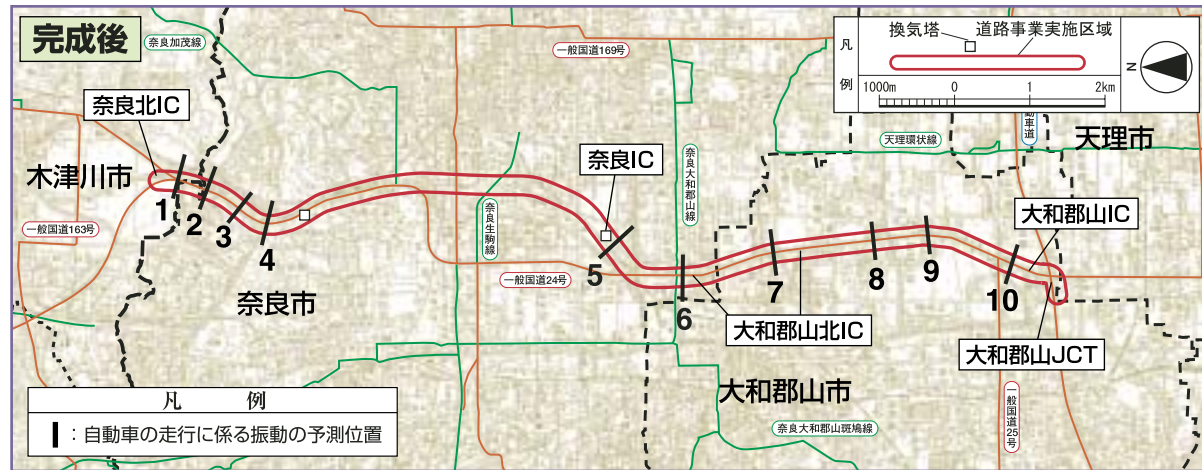 完成後
奈良加茂線
一般国道169号
凡
例
換気塔
道路事業実施区域
1000m
0
1
2km
N
奈良北IC
木津川市
一般国道163号
1
2
3
4
奈良市
奈良生駒線
一般国道24号
奈良IC
5
奈良大和郡山線
6
天理環状線
動車道
天理市
7
8
9
10
大和郡山IC
大和郡山北IC
大和郡山JCT
大和郡山市
一般国道25号
奈良大和郡山斑鳩線
凡 例
：自動車の走行に係る振動の予測位置